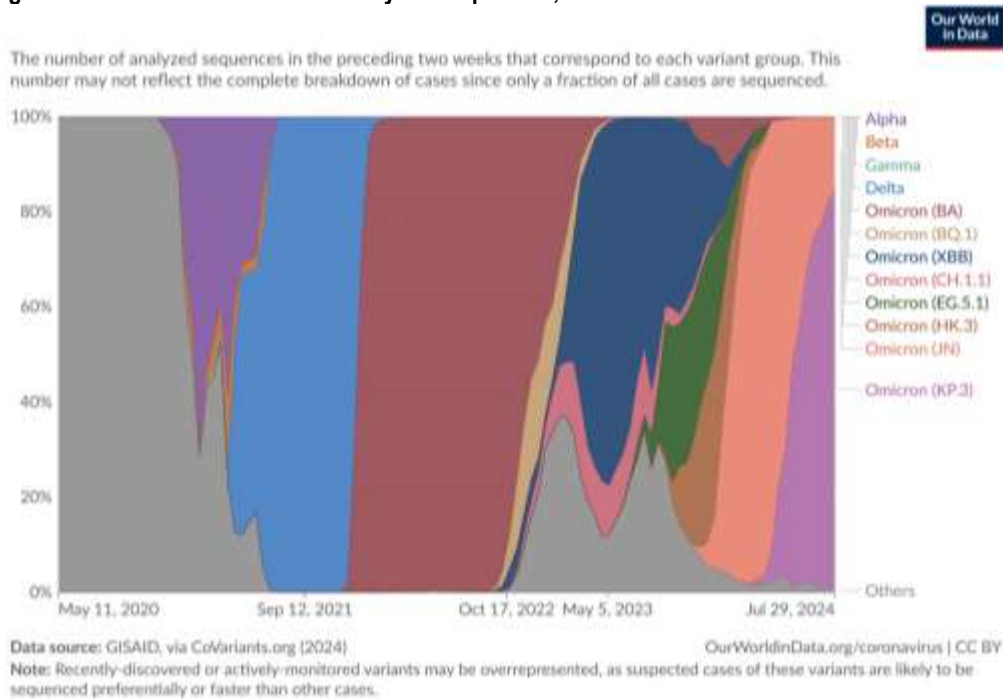 Our World
in Data
The number of analyzed sequences in the preceding two weeks that correspond to each variant group. This
number may not reflect the complete breakdown of cases since only a fraction of all cases are sequenced.
100%
80%
60%
40%
20%
0%
Alpha
Beta
Gamma
Delta
Omicron (BA)
Omicron (BQ.1)
Omicron (XBB)
Omicron (CH.1.1)
Omicron (EG.5.1)
Omicron (HK.3)
Omicron (JN)
Omicron (KP.3)
Others
May 11, 2020 Sep 12, 2021 Oct 17, 2022 May 5, 2023 Jul 29, 2024
Data source: GISAID, via CoVariants.org (2024) OurWorldinData.org/coronavirus | CC BY
Note: Recently-discovered or actively-monitored variants may be overrepresented, as suspected cases of these variants are likely to be
sequenced preferentially or faster than other cases.